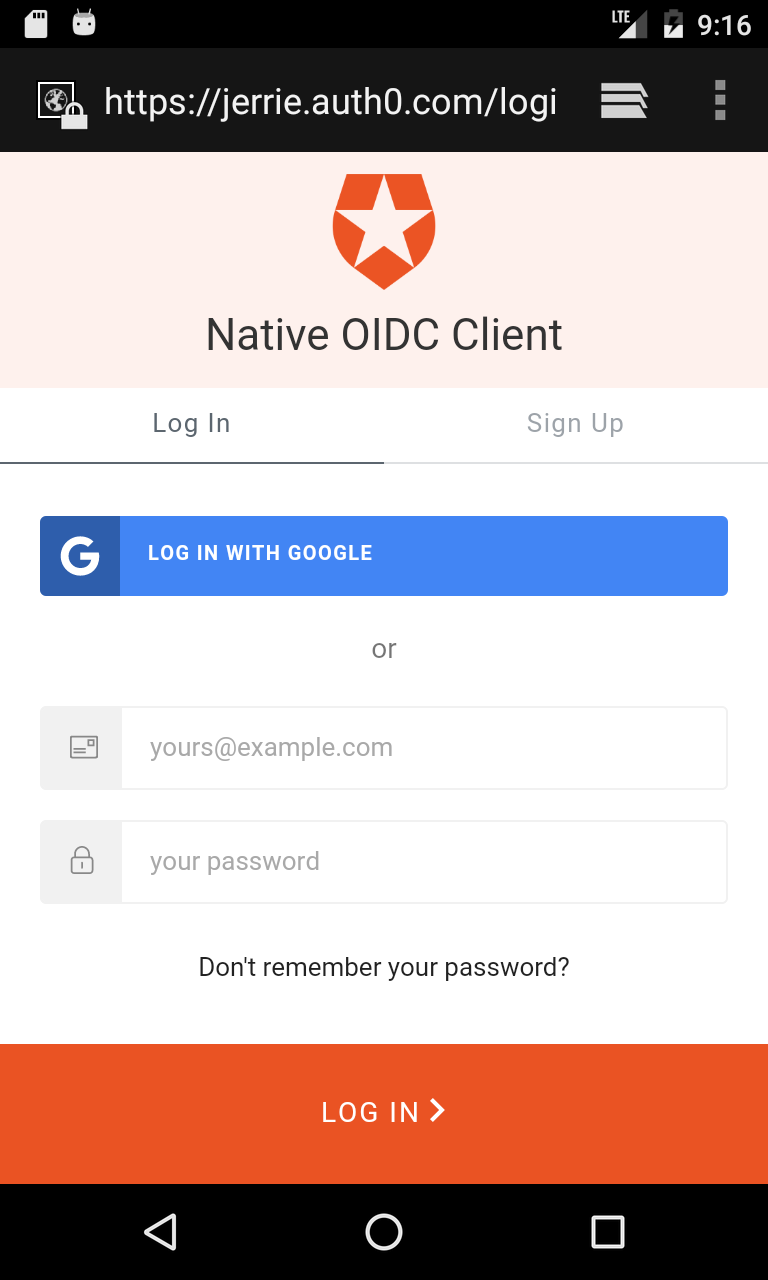 LTE 9:16
https://jerrie.auth0.com/logi
Native OIDC Client
Log In Sign Up
G LOG IN WITH GOOGLE
or
yours@example.com
your password
Don't remember your password?
LOG IN